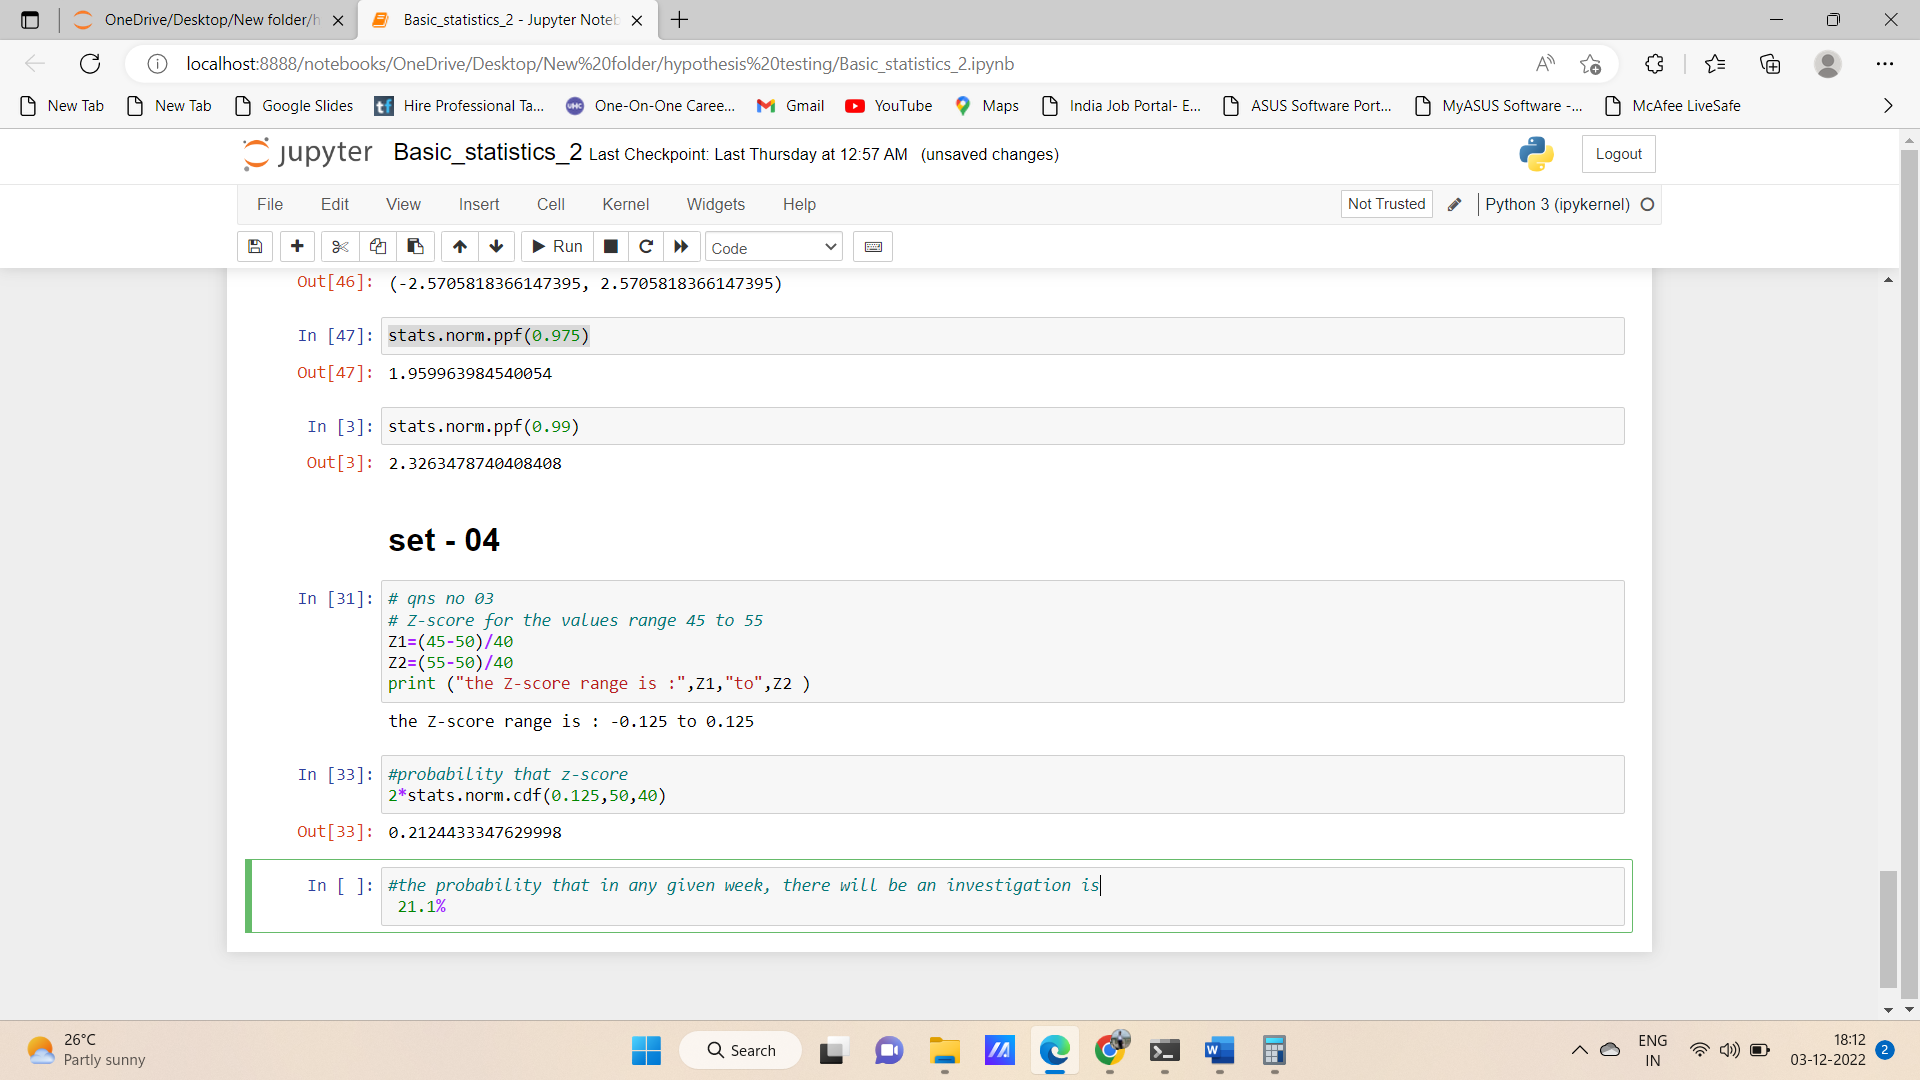 OneDrive/Desktop/New folder/h
Basic_statistics_2 - Jupyter Noteb
localhost:8888/notebooks/OneDrive/Desktop/New%20folder/hypothesis%20testing/Basic_statistics_2.ipynb
New Tab
New Tab
Google Slides
tf
Hire Professional Ta...
UHC
One-On-One Caree...
Gmail
YouTube
Maps
India Job Portal- E...
ASUS Software Port...
MyASUS Software -...
McAfee LiveSafe
jupyter
Basic_statistics_2 Last Checkpoint: Last Thursday at 12:57 AM (unsaved changes)
Logout
File Edit View Insert Cell Kernel Widgets Help
Not Trusted
Python 3 (ipykernel)
Run
Code
Out[46]: (-2.5705818366147395, 2.5705818366147395)
In [47]: stats.norm.ppf(0.975)
Out[47]: 1.959963984540054
In [3]: stats.norm.ppf(0.99)
Out[3]: 2.3263478740408408
set - 04
In [31]: # qns no 03
# Z-score for the values range 45 to 55
Z1=(45-50)/40
Z2=(55-50)/40
print ("the Z-score range is :",Z1,"to",Z2 )
the Z-score range is : -0.125 to 0.125
In [33]: #probability that z-score
2*stats.norm.cdf(0.125,50,40)
Out[33]: 0.2124433347629998
In [ ]: #the probability that in any given week, there will be an investigation is
21.1%
26°C
Partly sunny
Search
W
ENG
IN
18:12
03-12-2022
2